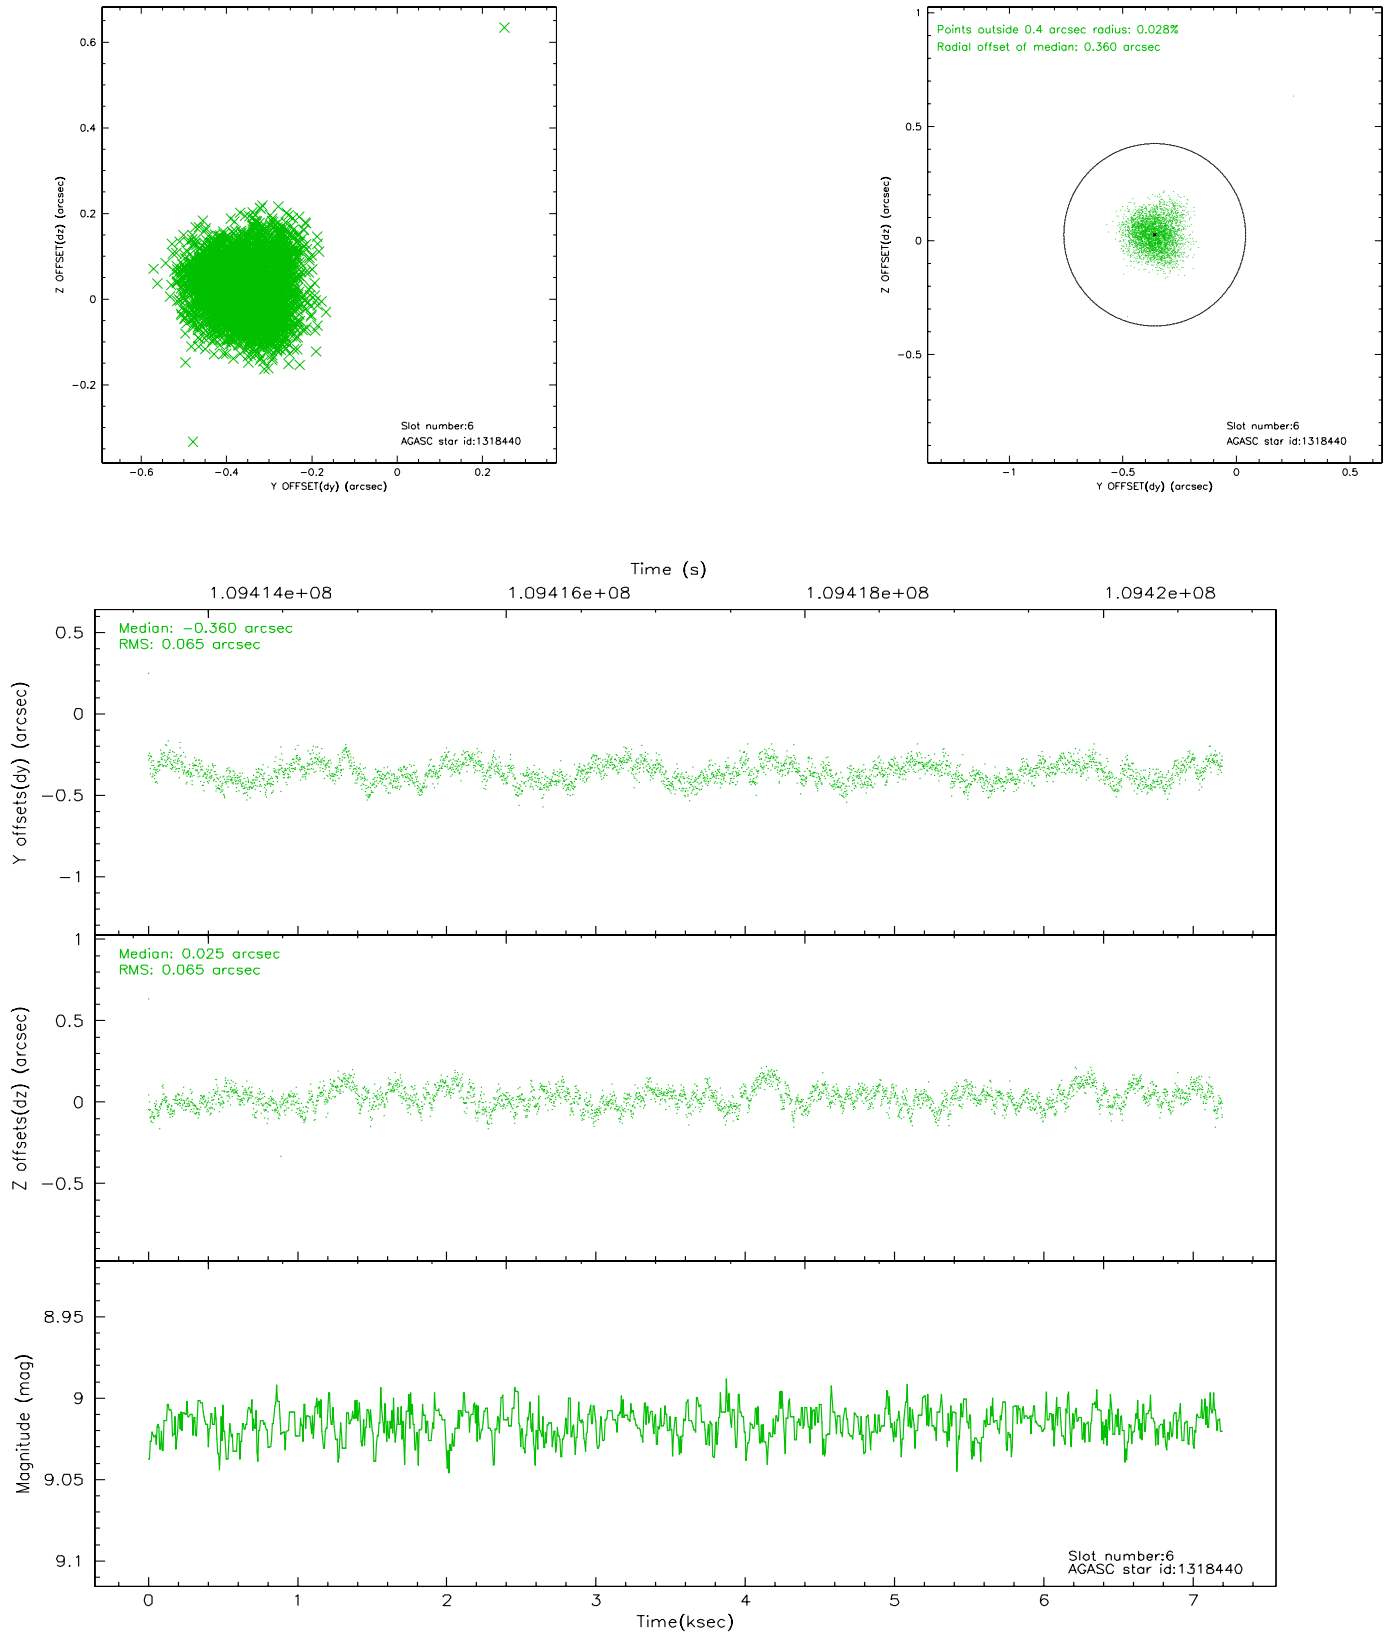 0.6
0.4
0.2
0
−0.2
Z OFFSET(dz) (arcsec)
Slot number:6
AGASC star id:1318440
−0.6 −0.4 −0.2 0 0.2
Y OFFSET(dy) (arcsec)
Points outside 0.4 arcsec radius: 0.028%
Radial offset of median: 0.360 arcsec
1
0.5
0
−0.5
Z OFFSET(dz) (arcsec)
Slot number:6
AGASC star id:1318440
−1 −0.5 0 0.5
Y OFFSET(dy) (arcsec)
Time (s)
1.09414e+08 1.09416e+08 1.09418e+08 1.0942e+08
Median: −0.360 arcsec
RMS: 0.065 arcsec
0.5
0
−0.5
−1
Y offsets(dy) (arcsec)
Median: 0.025 arcsec
RMS: 0.065 arcsec
1
0.5
0
−0.5
Z offsets(dz) (arcsec)
8.95
9
9.05
9.1
Magnitude (mag)
Slot number:6
AGASC star id:1318440
0 1 2 3 4 5 6 7
Time(ksec)